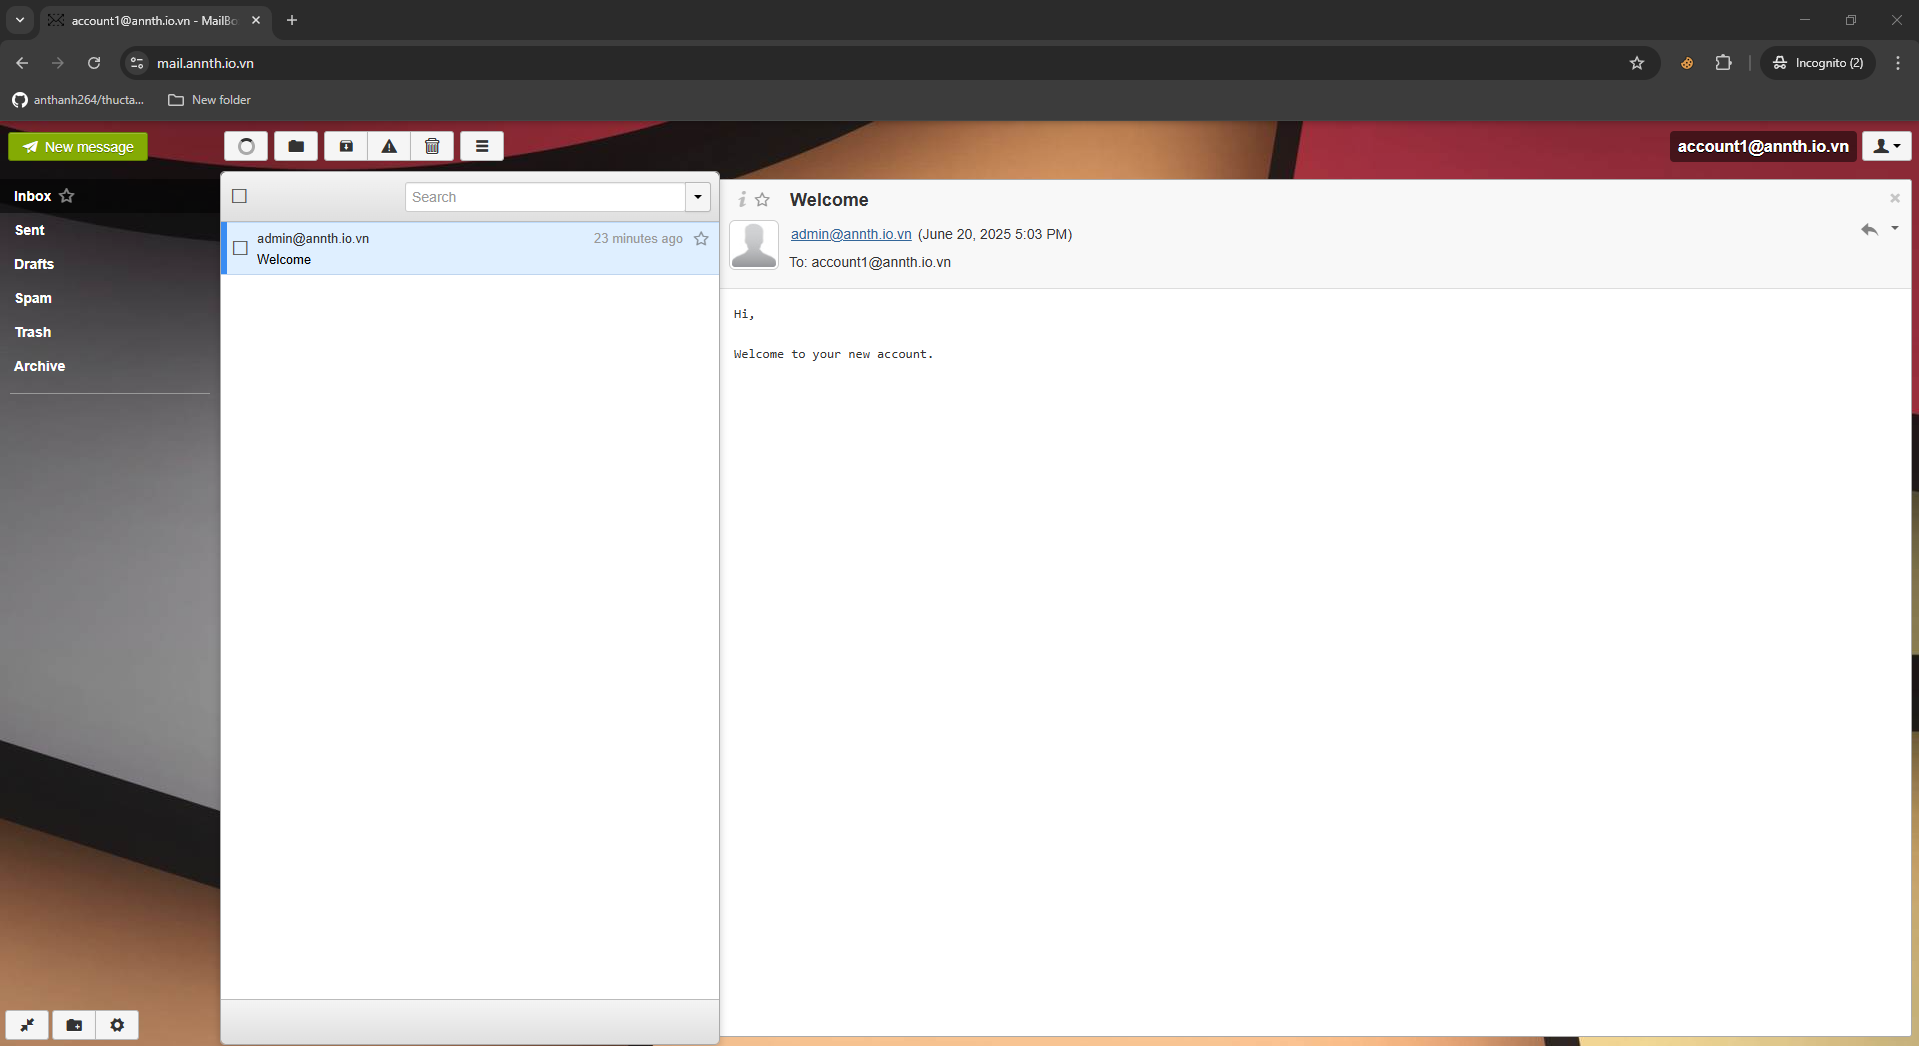 account1@annth.io.vn - MailBo
mail.annth.io.vn
Incognito (2)
anthanh264/thucta...
New folder
New message
account1@annth.io.vn
Inbox
Sent
Drafts
Spam
Trash
Archive
Search
admin@annth.io.vn
23 minutes ago
Welcome
Welcome
admin@annth.io.vn (June 20, 2025 5:03 PM)
To: account1@annth.io.vn
Hi,
Welcome to your new account.